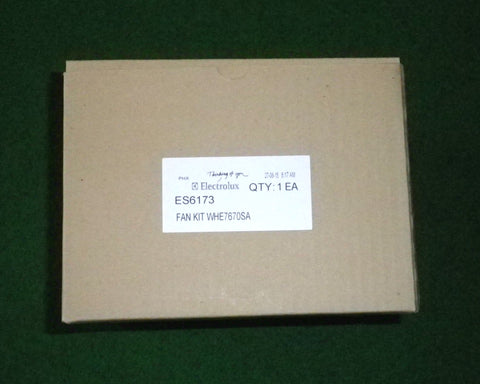 Thinking of you
Electrolux QTY: 1 EA
ES6173
FAN KIT WHE7670SA